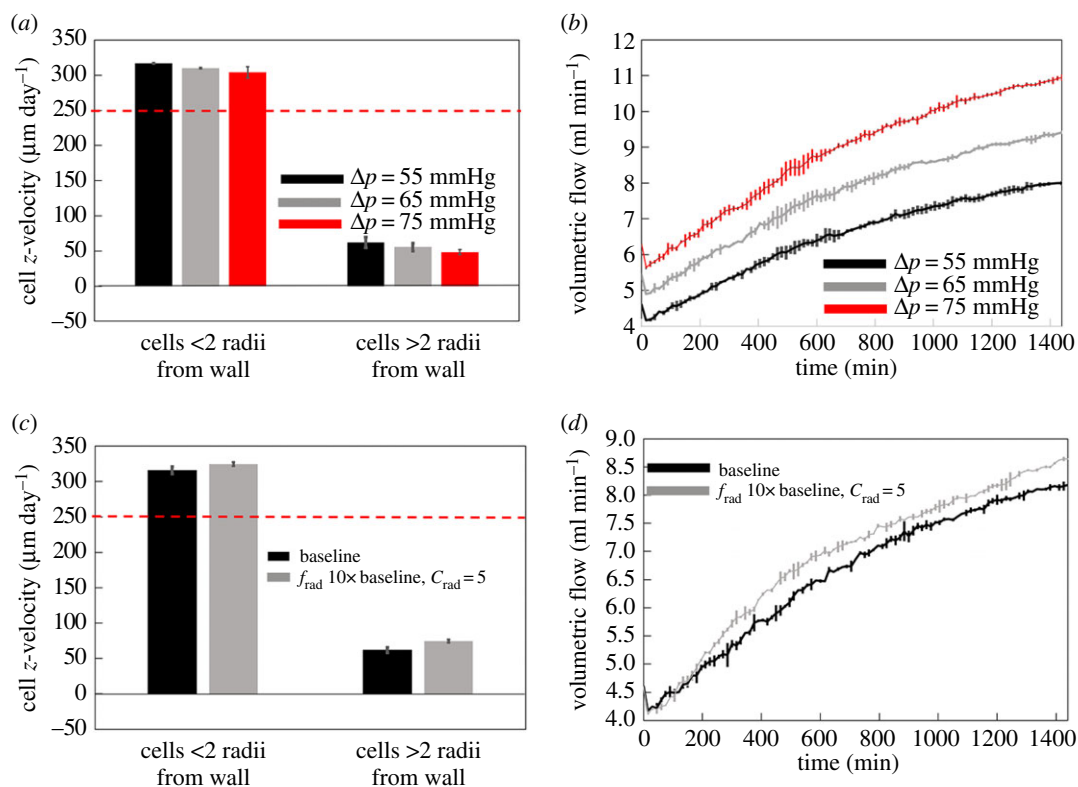 (a)
350
300
250
200
150
100
50
0
–50
cell z-velocity (µm day⁻¹)
Δp = 55 mmHg
Δp = 65 mmHg
Δp = 75 mmHg
cells <2 radii
from wall
cells >2 radii
from wall
(b)
12
11
10
9
8
7
6
5
4
volumetric flow (ml min⁻¹)
Δp = 55 mmHg
Δp = 65 mmHg
Δp = 75 mmHg
0 200 400 600 800 1000 1200 1400
time (min)
(c)
350
300
250
200
150
100
50
0
–50
cell z-velocity (µm day⁻¹)
baseline
f_rad 10× baseline, C_rad = 5
cells <2 radii
from wall
cells >2 radii
from wall
(d)
9.0
8.5
8.0
7.5
7.0
6.5
6.0
5.5
5.0
4.5
4.0
volumetric flow (ml min⁻¹)
baseline
f_rad 10× baseline, C_rad = 5
0 200 400 600 800 1000 1200 1400
time (min)